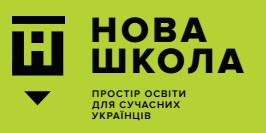 НОВА
ШКОЛА
ПРОСТІР ОСВІТИ
ДЛЯ СУЧАСНИХ
УКРАЇНЦІВ